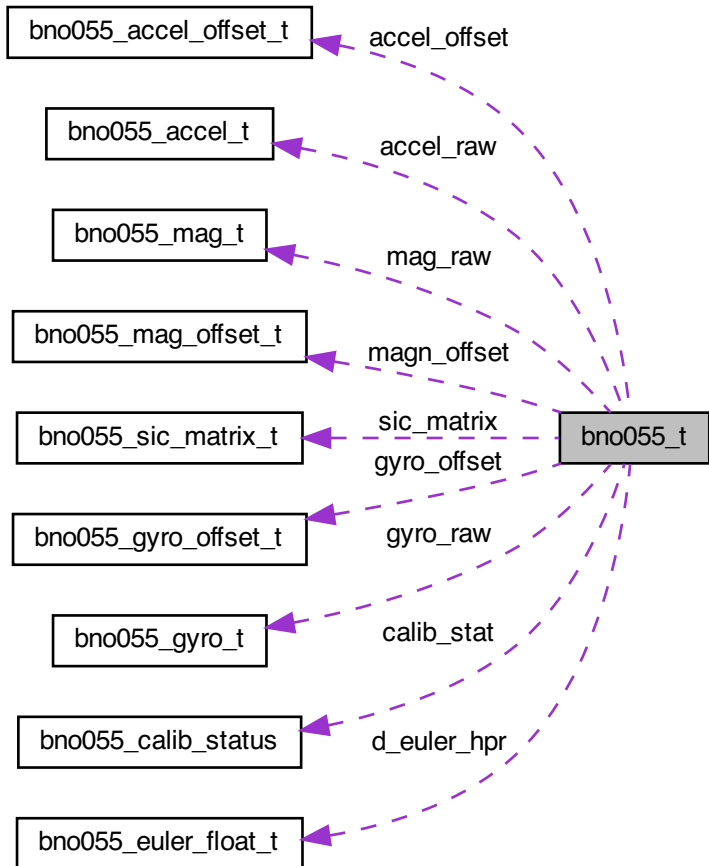 bno055_accel_offset_t
accel_offset
bno055_accel_t
accel_raw
bno055_mag_t
mag_raw
bno055_mag_offset_t
magn_offset
bno055_sic_matrix_t
sic_matrix
bno055_t
bno055_gyro_offset_t
gyro_offset
bno055_gyro_t
gyro_raw
bno055_calib_status
calib_stat
bno055_euler_float_t
d_euler_hpr